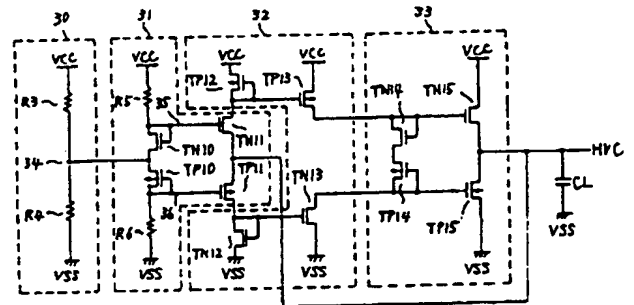 30
31
32
33
VCC
VCC
VCC
VCC
VCC
TP12
TP13
R3
R5
35
TN14
TN15
TN11
TN10
34
TP10
TP11
TN13
HVC
R4
R6
36
TP14
TP15
CL
TN12
VSS
VSS
VSS
VSS
VSS
VSS